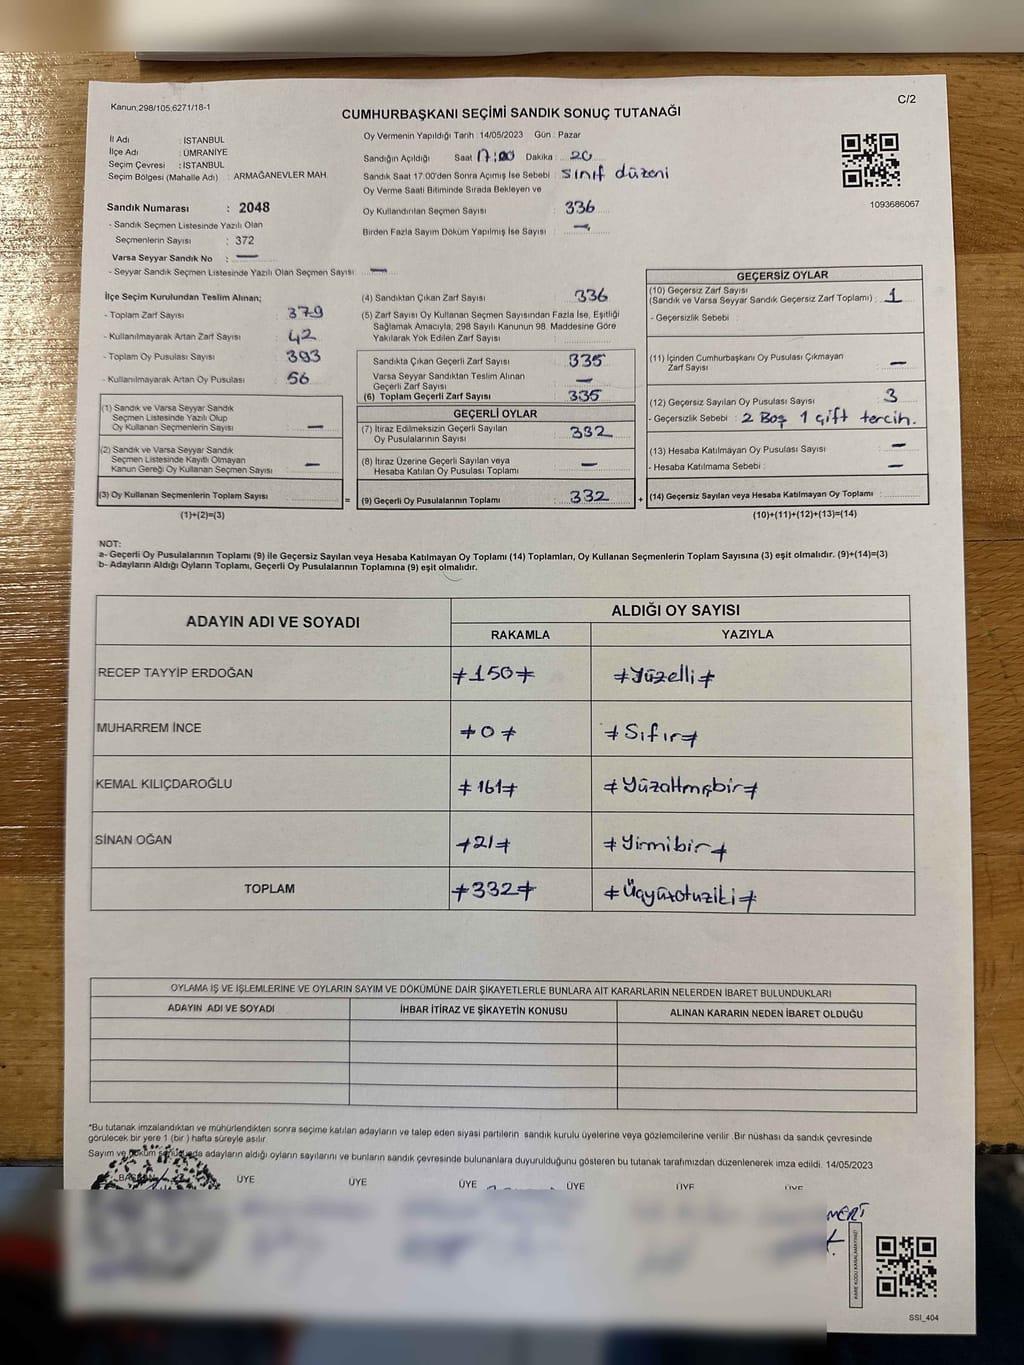 Kanun;298/105;6271/18-1
C/2
CUMHURBAŞKANI SEÇİMİ SANDIK SONUÇ TUTANAĞI
İl Adı : İSTANBUL
İlçe Adı : ÜMRANİYE
Seçim Çevresi : İSTANBUL
Seçim Bölgesi (Mahalle Adı) : ARMAĞANEVLER MAH.
Sandık Numarası : 2048
- Sandık Seçmen Listesinde Yazılı Olan
Seçmenlerin Sayısı : 372
Varsa Seyyar Sandık No : —
- Seyyar Sandık Seçmen Listesinde Yazılı Olan Seçmen Sayısı: —
Oy Vermenin Yapıldığı Tarih : 14/05/2023 Gün : Pazar
Sandığın Açıldığı Saat 17:00 Dakika : 20
Sandık Saat 17.00'den Sonra Açımış İse Sebebi : sınıf düzeni
Oy Verme Saati Bitiminde Sırada Bekleyen ve
Oy Kullandırılan Seçmen Sayısı : 336
Birden Fazla Sayım Döküm Yapılmış İse Sayısı : —
1093686067
İlçe Seçim Kurulundan Teslim Alınan;
- Toplam Zarf Sayısı : 379
- Kullanılmayarak Artan Zarf Sayısı : 42
- Toplam Oy Pusulası Sayısı : 393
- Kullanılmayarak Artan Oy Pusulası : 56
(1) Sandık ve Varsa Seyyar Sandık
Seçmen Listesinde Yazılı Olup
Oy Kullanan Seçmenlerin Sayısı : —
(2) Sandık ve Varsa Seyyar Sandık
Seçmen Listesinde Kayıtlı Olmayan
Kanun Gereği Oy Kullanan Seçmen Sayısı : —
(3) Oy Kullanan Seçmenlerin Toplam Sayısı :
(1)+(2)=(3)
=
(4) Sandıktan Çıkan Zarf Sayısı : 336
(5) Zarf Sayısı Oy Kullanan Seçmen Sayısından Fazla İse, Eşitliği
Sağlamak Amacıyla, 298 Sayılı Kanunun 98. Maddesine Göre
Yakılarak Yok Edilen Zarf Sayısı :
Sandıkta Çıkan Geçerli Zarf Sayısı : 335
Varsa Seyyar Sandıktan Teslim Alınan
Geçerli Zarf Sayısı : —
(6) Toplam Geçerli Zarf Sayısı : 335
GEÇERLİ OYLAR
(7) İtiraz Edilmeksizin Geçerli Sayılan
Oy Pusulalarının Sayısı : 332
(8) İtiraz Üzerine Geçerli Sayılan veya
Hesaba Katılan Oy Pusulası Toplamı : —
(9) Geçerli Oy Pusulalarının Toplamı : 332
+
GEÇERSİZ OYLAR
(10) Geçersiz Zarf Sayısı
(Sandık ve Varsa Seyyar Sandık Geçersiz Zarf Toplamı) : 1
- Geçersizlik Sebebi :
(11) İçinden Cumhurbaşkanı Oy Pusulası Çıkmayan
Zarf Sayısı : —
(12) Geçersiz Sayılan Oy Pusulası Sayısı : 3
- Geçersizlik Sebebi : 2 Boş 1 çift tercih.
(13) Hesaba Katılmayan Oy Pusulası Sayısı : —
- Hesaba Katılmama Sebebi : —
(14) Geçersiz Sayılan veya Hesaba Katılmayan Oy Toplamı :
(10)+(11)+(12)+(13)=(14)
NOT:
a- Geçerli Oy Pusulalarının Toplamı (9) ile Geçersiz Sayılan veya Hesaba Katılmayan Oy Toplamı (14) Toplamları, Oy Kullanan Seçmenlerin Toplam Sayısına (3) eşit olmalıdır. (9)+(14)=(3)
b- Adayların Aldığı Oyların Toplamı, Geçerli Oy Pusulalarının Toplamına (9) eşit olmalıdır.
ADAYIN ADI VE SOYADI
ALDIĞI OY SAYISI
RAKAMLA YAZIYLA
RECEP TAYYİP ERDOĞAN ≠150≠ ≠Yüzelli≠
MUHARREM İNCE ≠0≠ ≠Sıfır≠
KEMAL KILIÇDAROĞLU ≠161≠ ≠Yüzaltmışbir≠
SİNAN OĞAN ≠21≠ ≠Yirmibir≠
TOPLAM ≠332≠ ≠Üçyüzotuziki≠
OYLAMA İŞ VE İŞLEMLERİNE VE OYLARIN SAYIM VE DÖKÜMÜNE DAİR ŞİKAYETLERLE BUNLARA AİT KARARLARIN NELERDEN İBARET BULUNDUKLARI
ADAYIN ADI VE SOYADI İHBAR İTİRAZ VE ŞİKAYETİN KONUSU ALINAN KARARIN NEDEN İBARET OLDUĞU
*Bu tutanak imzalandıktan ve mühürlendikten sonra seçime katılan adayların ve talep eden siyasi partilerin sandık kurulu üyelerine veya gözlemcilerine verilir .Bir nüshası da sandık çevresinde
görülecek bir yere 1 (bir ) hafta süreyle asılır.
Sayım ve döküm sonucunda adayların aldığı oyların sayılarını ve bunların sandık çevresinde bulunanlara duyurulduğunu gösteren bu tutanak tarafımızdan düzenlenerek imza edildi. 14/05/2023
BAŞKAN ÜYE ÜYE ÜYE ÜYE ÜYE ÜYE
MERT
SSI_404